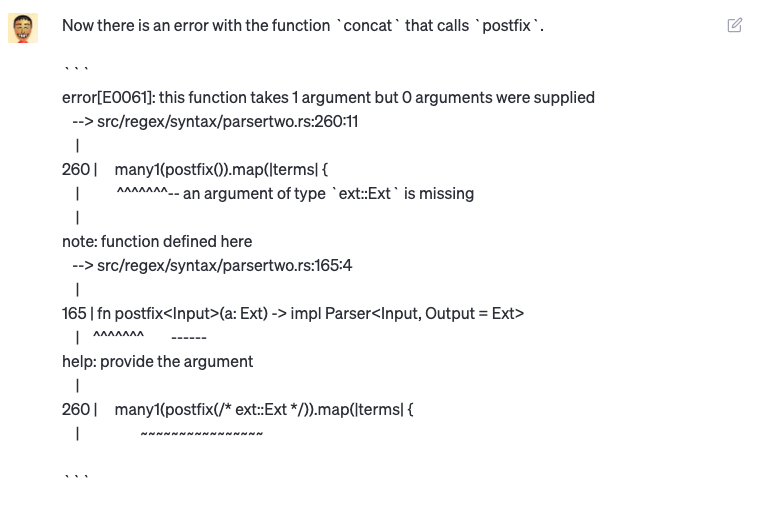 Now there is an error with the function `concat` that calls `postfix`.
```
error[E0061]: this function takes 1 argument but 0 arguments were supplied
   --> src/regex/syntax/parsertwo.rs:260:11
    |
260 |     many1(postfix()).map(|terms| {
    |           ^^^^^^^-- an argument of type `ext::Ext` is missing
    |
note: function defined here
   --> src/regex/syntax/parsertwo.rs:165:4
    |
165 | fn postfix<Input>(a: Ext) -> impl Parser<Input, Output = Ext>
    |    ^^^^^^^        ------
help: provide the argument
    |
260 |     many1(postfix(/* ext::Ext */)).map(|terms| {
    |                  ~~~~~~~~~~~~~~~~
```